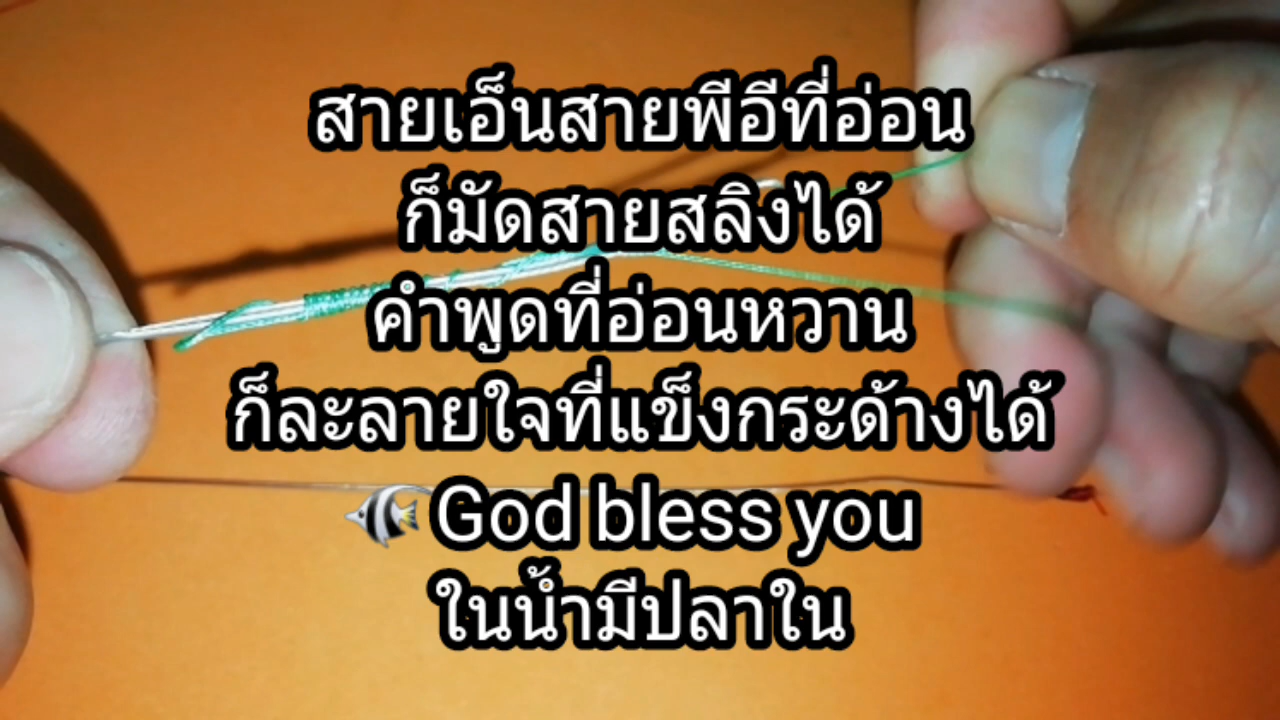 สายเอ็นสายพีอีที่อ่อน
ก็มัดสายสลิงได้
คำพูดที่อ่อนหวาน
ก็ละลายใจที่แข็งกระด้างได้
🐠 God bless you
ในน้ำมีปลาใน